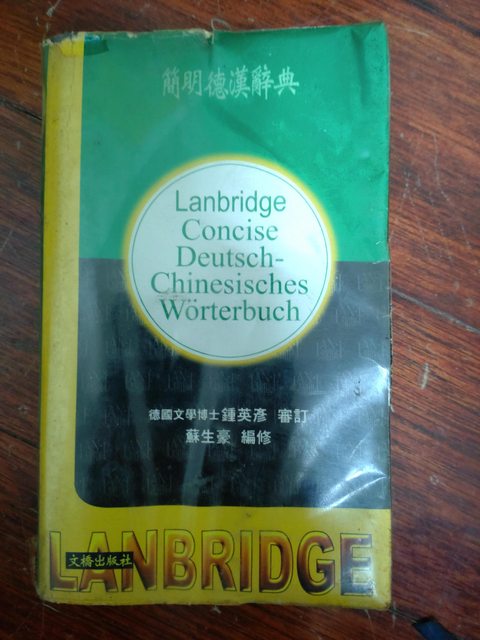 簡明德漢辭典
Lanbridge
Concise
Deutsch-
Chinesisches
Wörterbuch
德國文學博士 鍾英彥 審訂
蘇生豪 編修
LANBRIDGE
文橋出版社